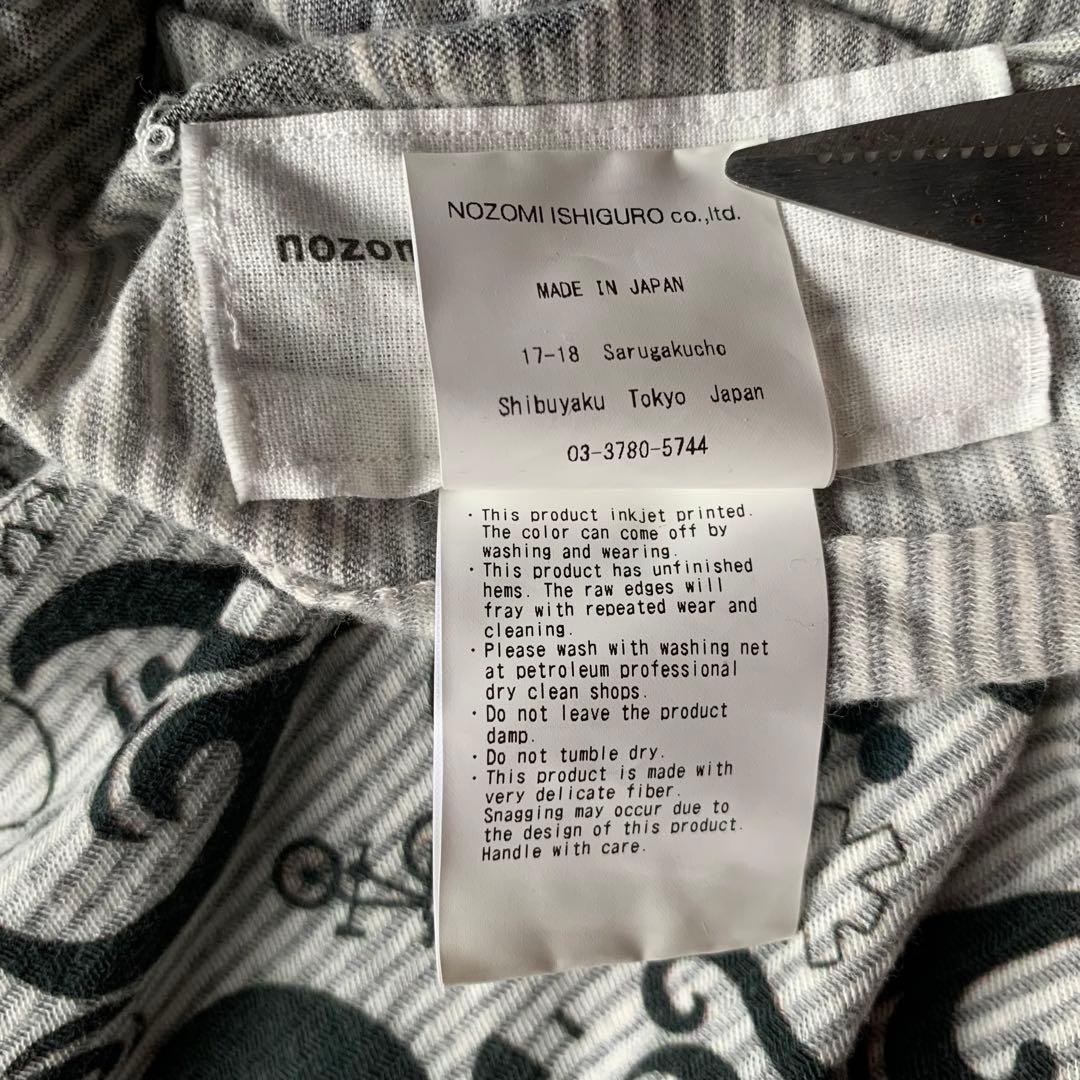 nozom
NOZOMI ISHIGURO co.,ltd.
MADE IN JAPAN
17-18 Sarugakucho
Shibuyaku Tokyo Japan
03-3780-5744
・This product inkjet printed.
The color can come off by
washing and wearing.
・This product has unfinished
hems. The raw edges will
fray with repeated wear and
cleaning.
・Please wash with washing net
at petroleum professional
dry clean shops.
・Do not leave the product
damp.
・Do not tumble dry.
・This product is made with
very delicate fiber.
Snagging may occur due to
the design of this product.
Handle with care.